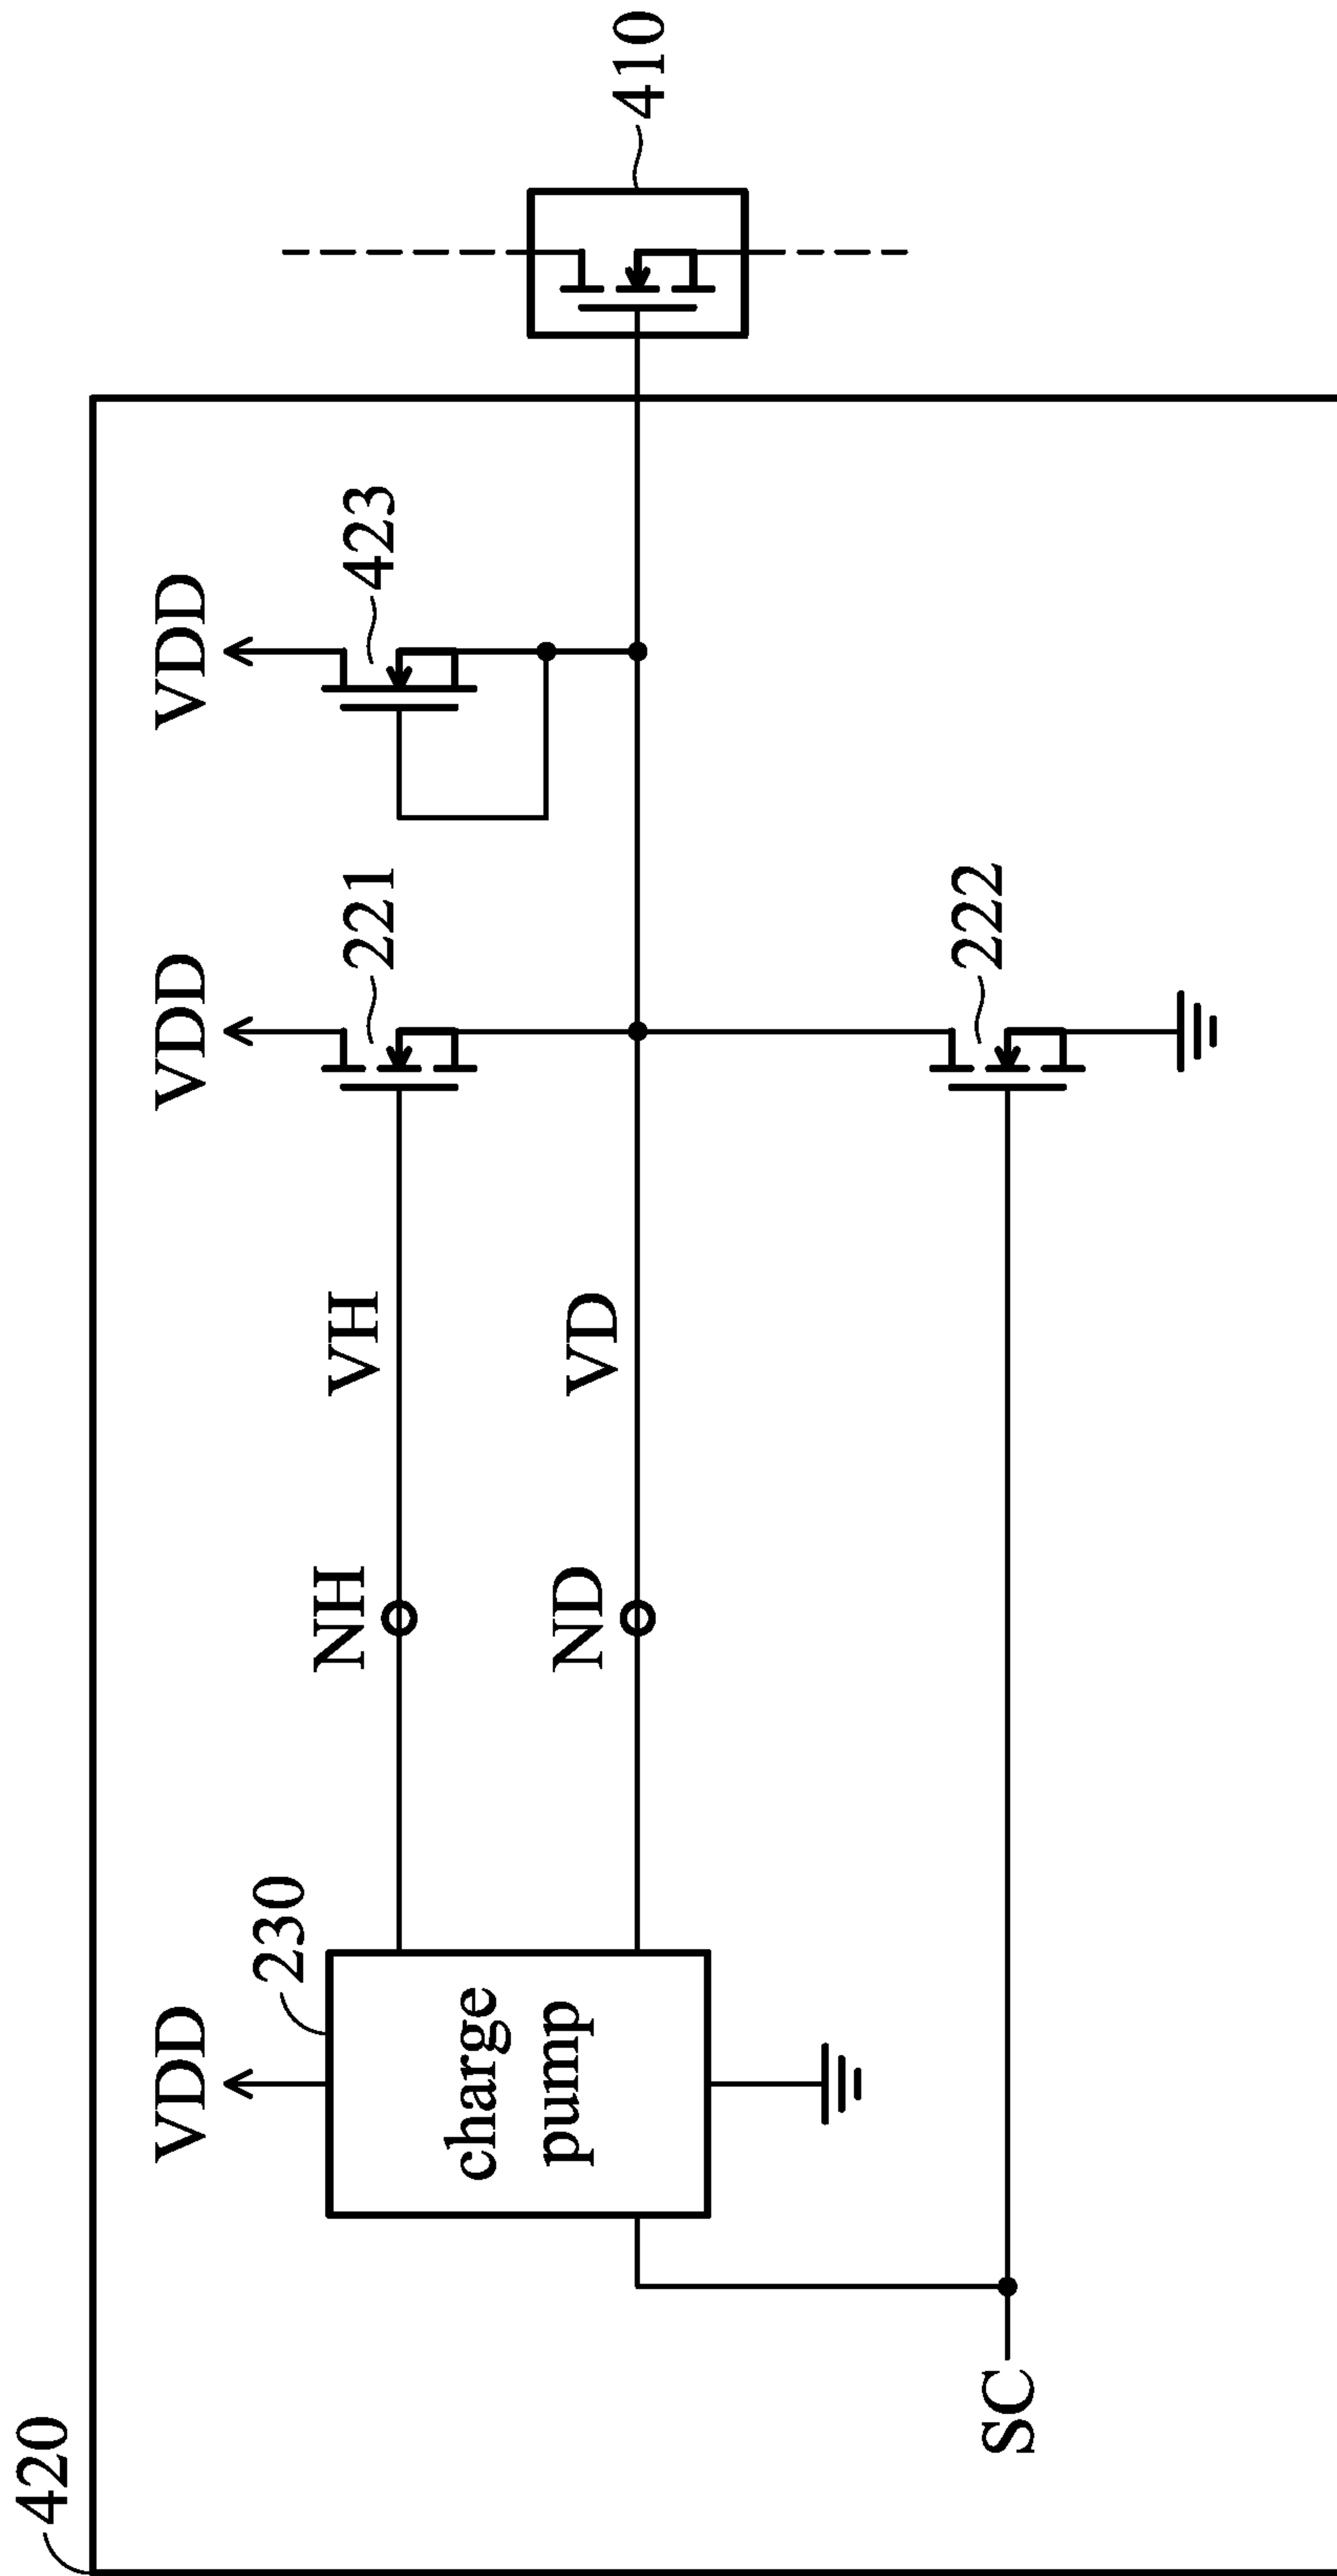 420
VDD
VDD
VDD
230
221
423
charge
pump
NH
VH
ND
VD
410
222
SC